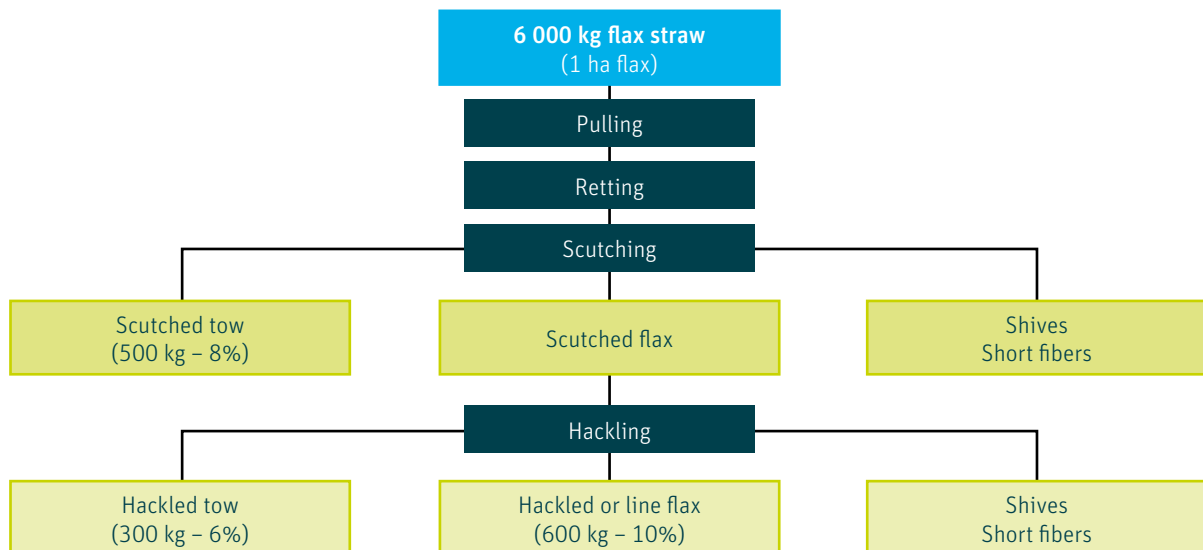 6 000 kg flax straw
(1 ha flax)
Pulling
Retting
Scutching
Scutched tow
(500 kg – 8%)
Scutched flax
Shives
Short fibers
Hackling
Hackled tow
(300 kg – 6%)
Hackled or line flax
(600 kg – 10%)
Shives
Short fibers